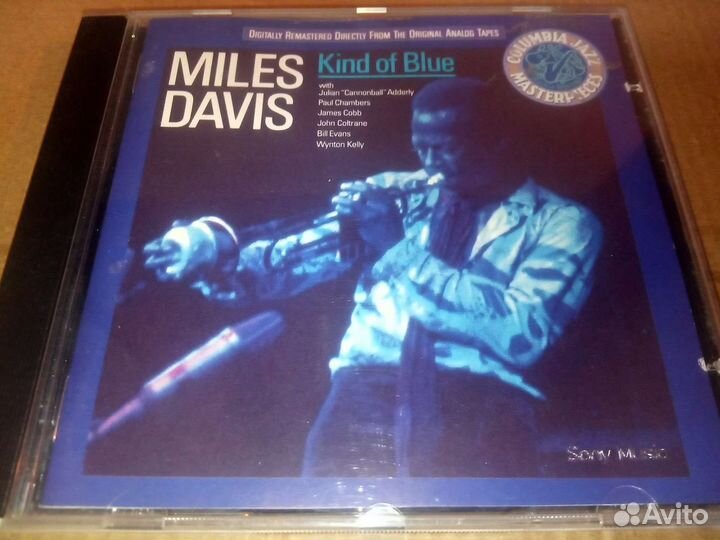 DIGITALLY REMASTERED DIRECTLY FROM THE ORIGINAL ANALOG TAPES
MILES
DAVIS
Kind of Blue
with
Julian "Cannonball" Adderly
Paul Chambers
James Cobb
John Coltrane
Bill Evans
Wynton Kelly
COLUMBIA JAZZ
MASTERPIECES
Sony Music
Avito